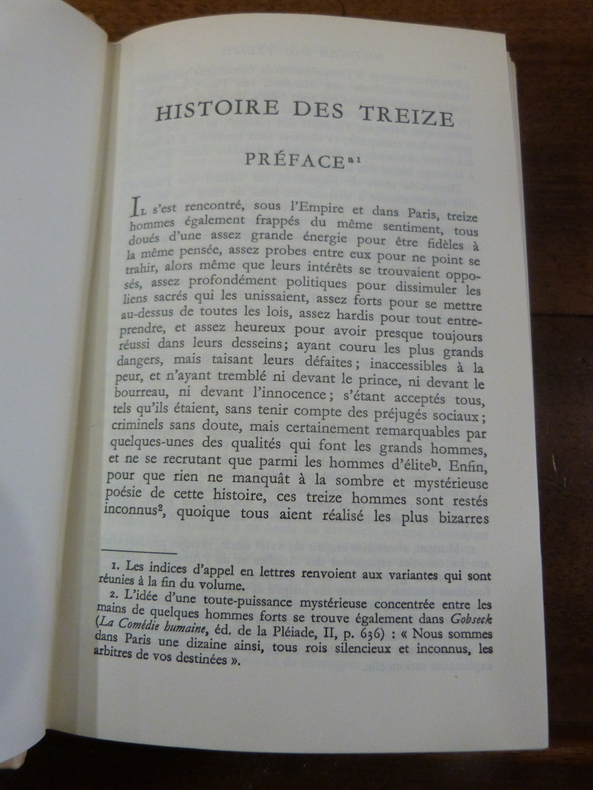 HISTOIRE DES TREIZE
PRÉFACEᵃ¹
IL s'est rencontré, sous l'Empire et dans Paris, treize
hommes également frappés du même sentiment, tous
doués d'une assez grande énergie pour être fidèles à
la même pensée, assez probes entre eux pour ne point se
trahir, alors même que leurs intérêts se trouvaient oppo-
sés, assez profondément politiques pour dissimuler les
liens sacrés qui les unissaient, assez forts pour se mettre
au-dessus de toutes les lois, assez hardis pour tout entre-
prendre, et assez heureux pour avoir presque toujours
réussi dans leurs desseins; ayant couru les plus grands
dangers, mais taisant leurs défaites; inaccessibles à la
peur, et n'ayant tremblé ni devant le prince, ni devant le
bourreau, ni devant l'innocence; s'étant acceptés tous,
tels qu'ils étaient, sans tenir compte des préjugés sociaux;
criminels sans doute, mais certainement remarquables par
quelques-unes des qualités qui font les grands hommes,
et ne se recrutant que parmi les hommes d'éliteᵇ. Enfin,
pour que rien ne manquât à la sombre et mystérieuse
poésie de cette histoire, ces treize hommes sont restés
inconnus², quoique tous aient réalisé les plus bizarres
1. Les indices d'appel en lettres renvoient aux variantes qui sont
réunies à la fin du volume.
2. L'idée d'une toute-puissance mystérieuse concentrée entre les
mains de quelques hommes forts se trouve également dans Gobseck
(La Comédie humaine, éd. de la Pléiade, II, p. 636) : « Nous sommes
dans Paris une dizaine ainsi, tous rois silencieux et inconnus, les
arbitres de vos destinées ».